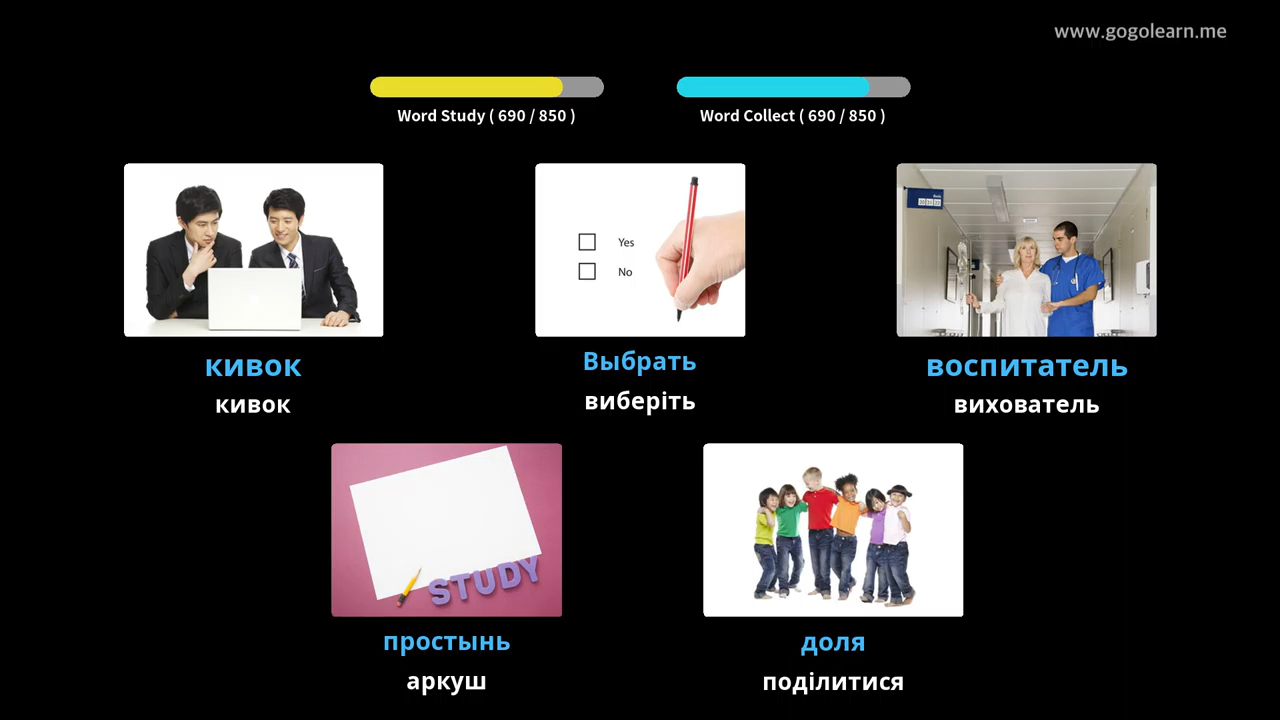 www.gogolearn.me
Word Study ( 690 / 850 )
Word Collect ( 690 / 850 )
Yes
No
кивок
кивок
Выбрать
виберіть
воспитатель
вихователь
STUDY
простынь
аркуш
доля
поділитися